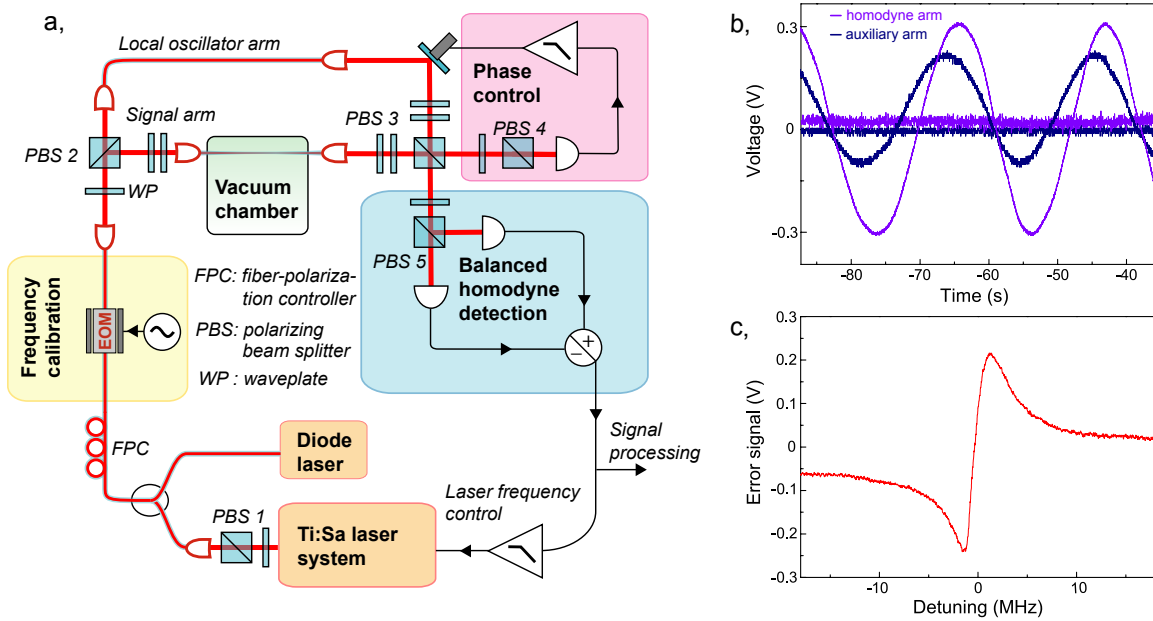 a,
Local oscillator arm
Signal arm
PBS 2
WP
Vacuum
chamber
PBS 3
Phase
control
PBS 4
PBS 5
Balanced
homodyne
detection
−
+
Frequency
calibration
EOM
FPC: fiber-polariza-
tion controller
PBS: polarizing
beam splitter
WP : waveplate
FPC
Diode
laser
PBS 1
Ti:Sa laser
system
Laser frequency
control
Signal
processing
b,
homodyne arm
auxiliary arm
Voltage (V)
0.3
0
-0.3
-80
-70
-60
-50
-40
Time (s)
c,
Error signal (V)
0.3
0.2
0.1
0
-0.1
-0.2
-0.3
-10
0
10
Detuning (MHz)